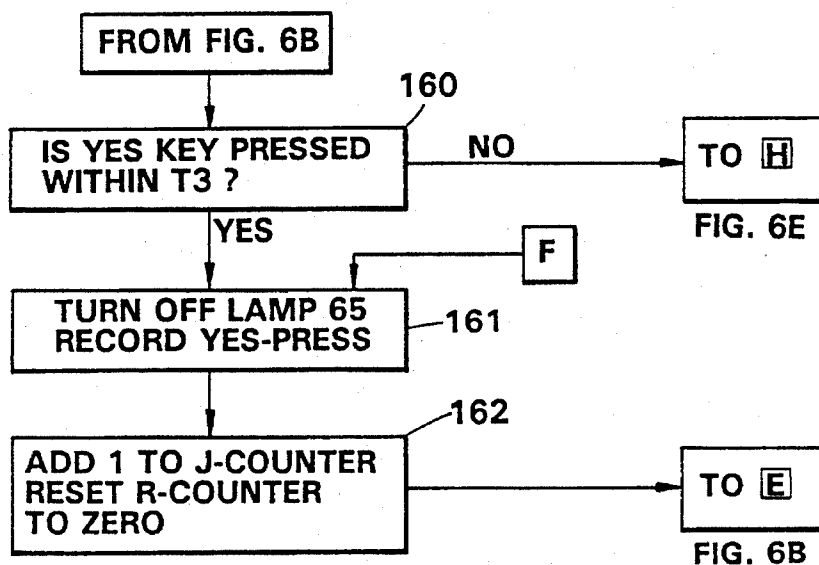 FROM FIG. 6B
160
IS YES KEY PRESSED
WITHIN T3 ?
NO
TO H
FIG. 6E
YES
F
TURN OFF LAMP 65
RECORD YES-PRESS
161
162
ADD 1 TO J-COUNTER
RESET R-COUNTER
TO ZERO
TO E
FIG. 6B